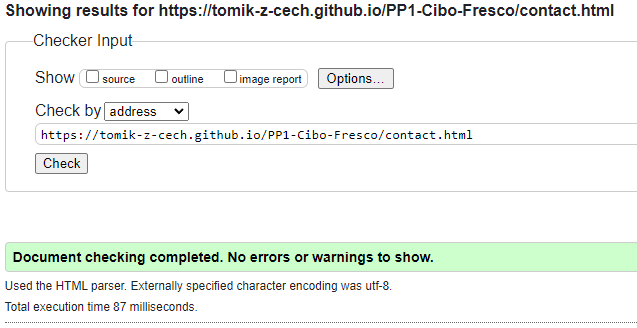 Showing results for https://tomik-z-cech.github.io/PP1-Cibo-Fresco/contact.html
Checker Input
Show source outline image report Options...
Check by address
https://tomik-z-cech.github.io/PP1-Cibo-Fresco/contact.html
Check
Document checking completed. No errors or warnings to show.
Used the HTML parser. Externally specified character encoding was utf-8.
Total execution time 87 milliseconds.